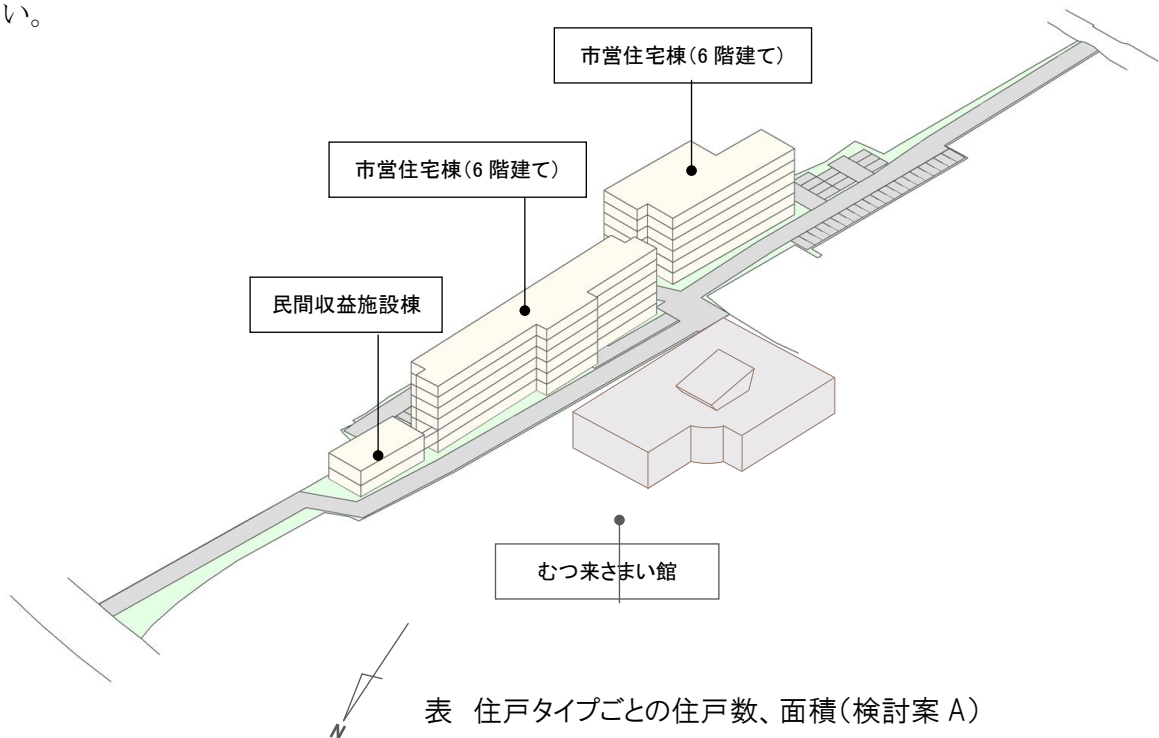 い。
市営住宅棟（6 階建て）
市営住宅棟（6 階建て）
民間収益施設棟
むつ来さまい館
N
表 住戸タイプごとの住戸数、面積（検討案 A）